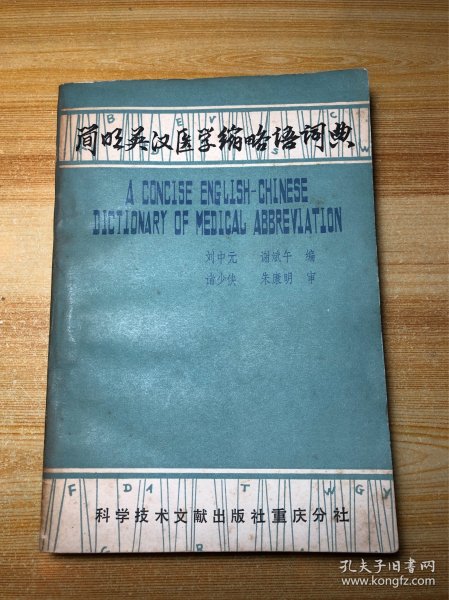 B E R S C
简明英汉医学缩略语词典
A CONCISE ENGLISH-CHINESE
DICTIONARY OF MEDICAL ABBREVIATION
刘中元 谢斌午 编
诸少侠 朱康明 审
F D A T W G Y
科学技术文献出版社重庆分社
孔夫子旧书网
www.kongfz.com